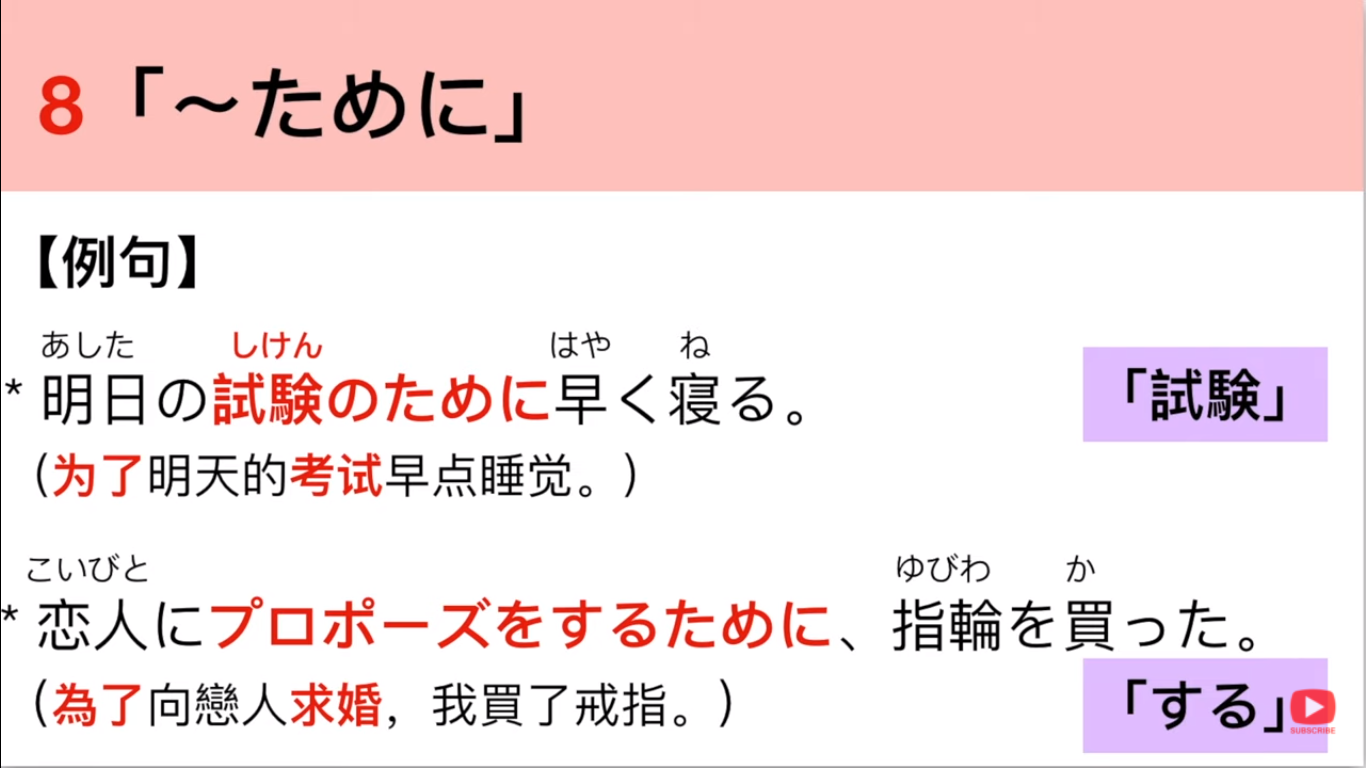 8「～ために」
【例句】
あした しけん はや ね
* 明日の試験のために早く寝る。
「試験」
（为了明天的考试早点睡觉。）
こいびと ゆびわ か
* 恋人にプロポーズをするために、指輪を買った。
（為了向戀人求婚，我買了戒指。）
「する」
SUBSCRIBE